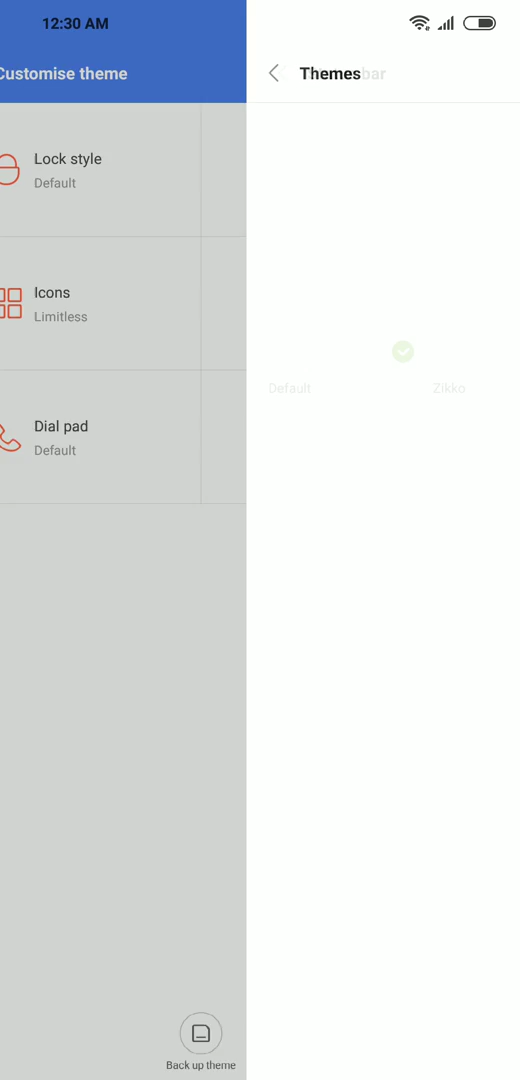 12:30 AM
Customise theme
Lock style
Default
Icons
Limitless
Dial pad
Default
Back up theme
Themes
bar
Default
Zikko